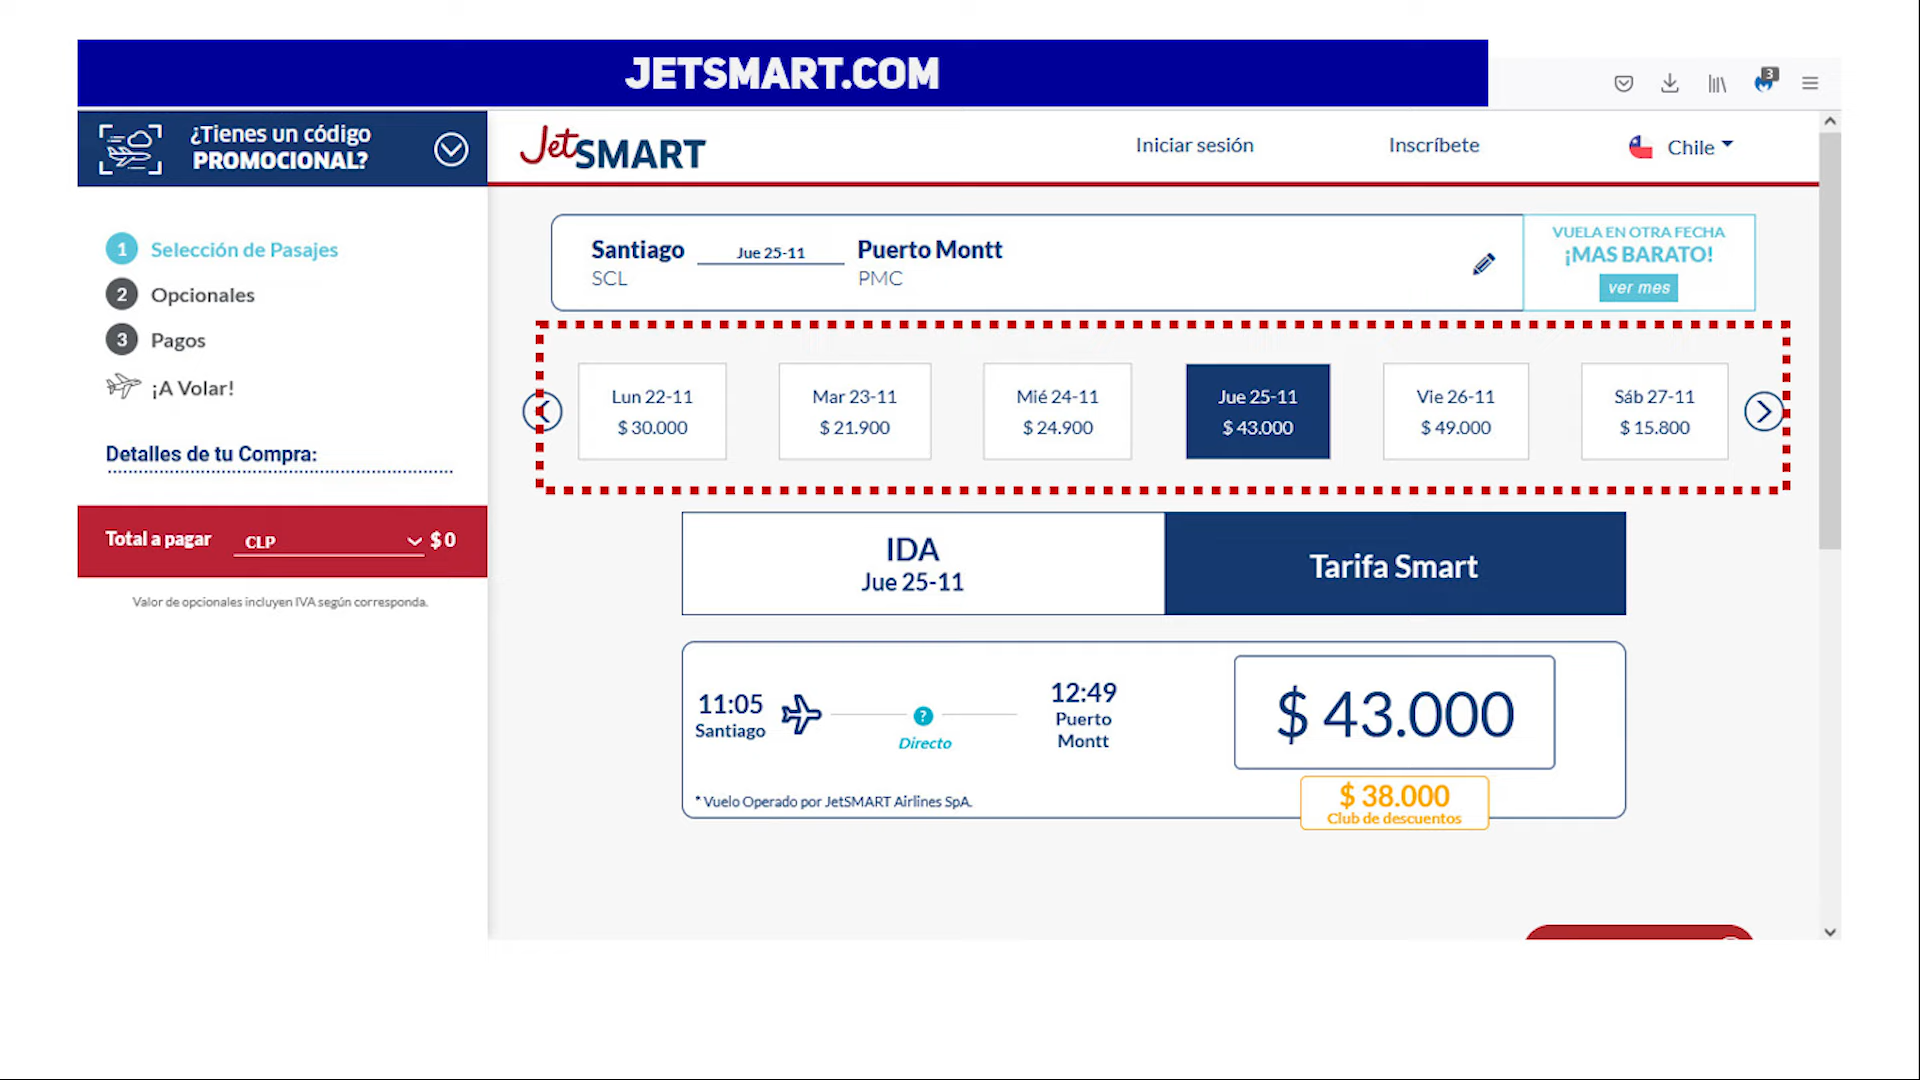 JETSMART.COM
3
¿Tienes un código
PROMOCIONAL?
JetSMART
Iniciar sesión
Inscríbete
Chile
1 Selección de Pasajes
2 Opcionales
3 Pagos
¡A Volar!
Detalles de tu Compra:
Total a pagar CLP $ 0
Valor de opcionales incluyen IVA según corresponda.
Santiago Jue 25-11 Puerto Montt
SCL PMC
VUELA EN OTRA FECHA
¡MAS BARATO!
ver mes
Lun 22-11
$ 30.000
Mar 23-11
$ 21.900
Mié 24-11
$ 24.900
Jue 25-11
$ 43.000
Vie 26-11
$ 49.000
Sáb 27-11
$ 15.800
IDA
Jue 25-11
Tarifa Smart
11:05
Santiago
?
Directo
12:49
Puerto
Montt
$ 43.000
$ 38.000
Club de descuentos
* Vuelo Operado por JetSMART Airlines SpA.